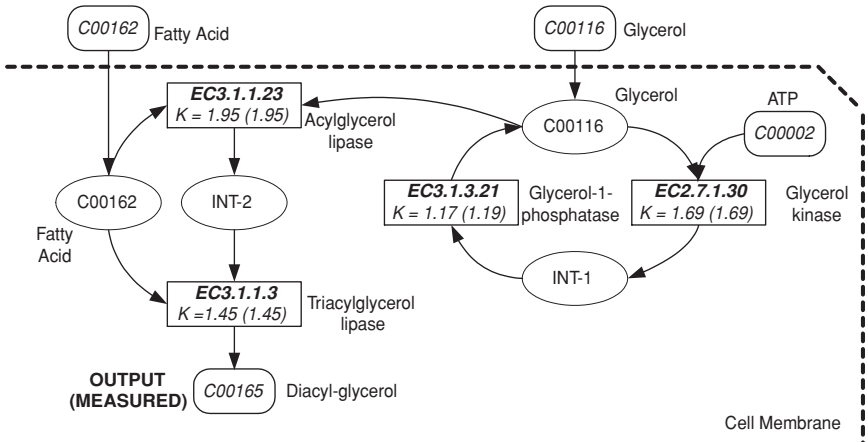 C00162
Fatty Acid
C00116
Glycerol
EC3.1.1.23
K = 1.95 (1.95)
Acylglycerol
lipase
Glycerol
C00116
ATP
C00002
C00162
Fatty
Acid
INT-2
EC3.1.3.21
K = 1.17 (1.19)
Glycerol-1-
phosphatase
EC2.7.1.30
K = 1.69 (1.69)
Glycerol
kinase
INT-1
EC3.1.1.3
K =1.45 (1.45)
Triacylglycerol
lipase
OUTPUT
(MEASURED)
C00165
Diacyl-glycerol
Cell Membrane